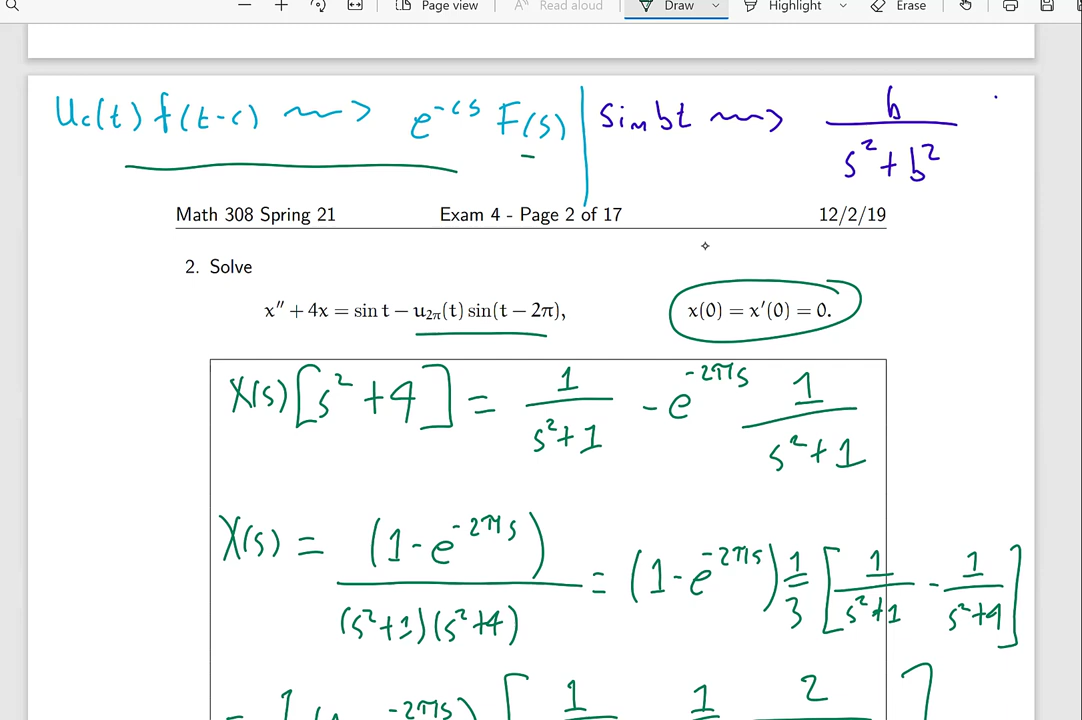 Page view Read aloud Draw Highlight Erase
u_c(t) f(t-c) ⇝ e^{-cs} F(s) | sin bt ⇝ b/(s²+b²)
Math 308 Spring 21 Exam 4 - Page 2 of 17 12/2/19
2. Solve
x″ + 4x = sin t − u_{2π}(t) sin(t − 2π), x(0) = x′(0) = 0.
X(s)[s²+4] = 1/(s²+1) - e^{-2πs} 1/(s²+1)
X(s) = (1-e^{-2πs})/((s²+1)(s²+4)) = (1-e^{-2πs}) 1/3 [1/(s²+1) - 1/(s²+4)]